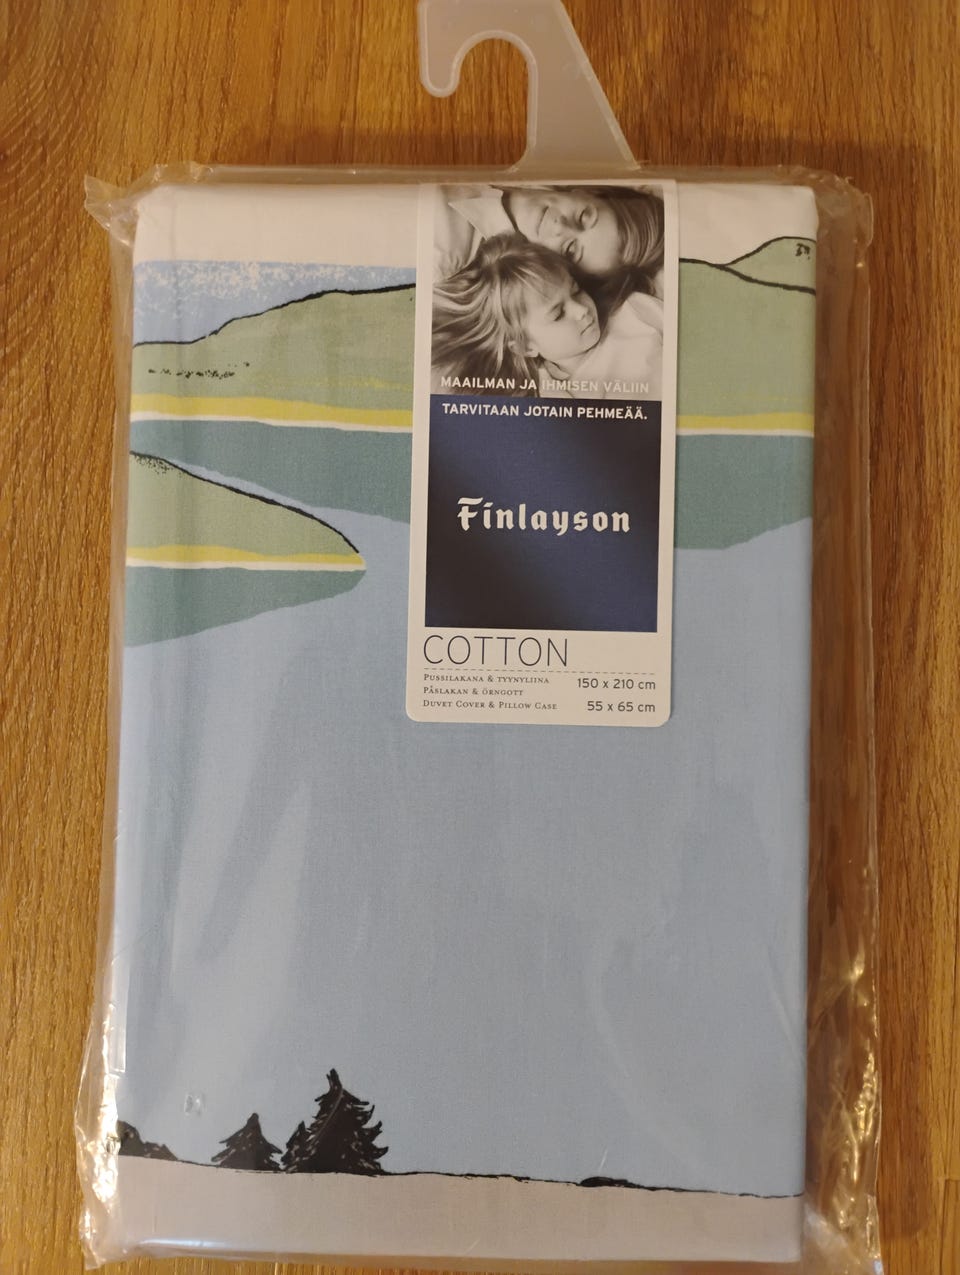 MAAILMAN JA IHMISEN VÄLIIN
TARVITAAN JOTAIN PEHMEÄÄ.
Finlayson
COTTON
PUSSILAKANA & TYYNYLIINA 150 x 210 cm
PÅSLAKAN & ÖRNGOTT
DUVET COVER & PILLOW CASE 55 x 65 cm